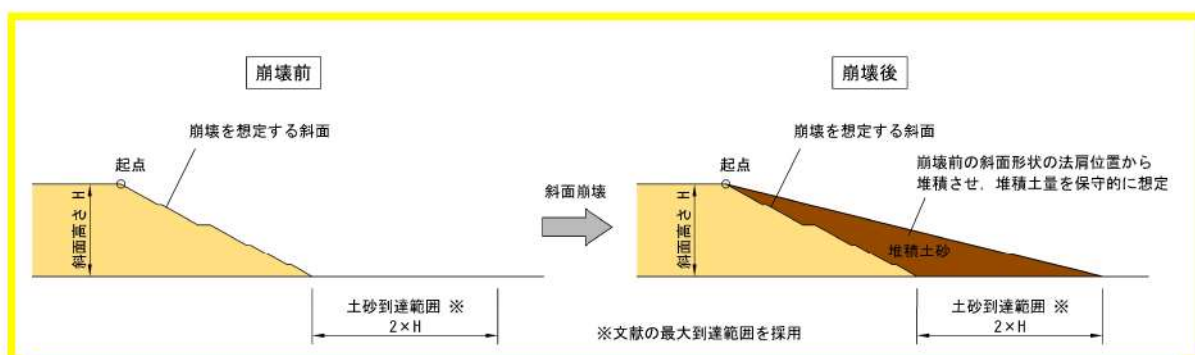 崩壊前
崩壊を想定する斜面
起点
斜面高さ H
土砂到達範囲 ※
2×H
斜面崩壊
崩壊後
崩壊を想定する斜面
起点
崩壊前の斜面形状の法肩位置から
堆積させ，堆積土量を保守的に想定
斜面高さ H
堆積土砂
土砂到達範囲 ※
2×H
※文献の最大到達範囲を採用